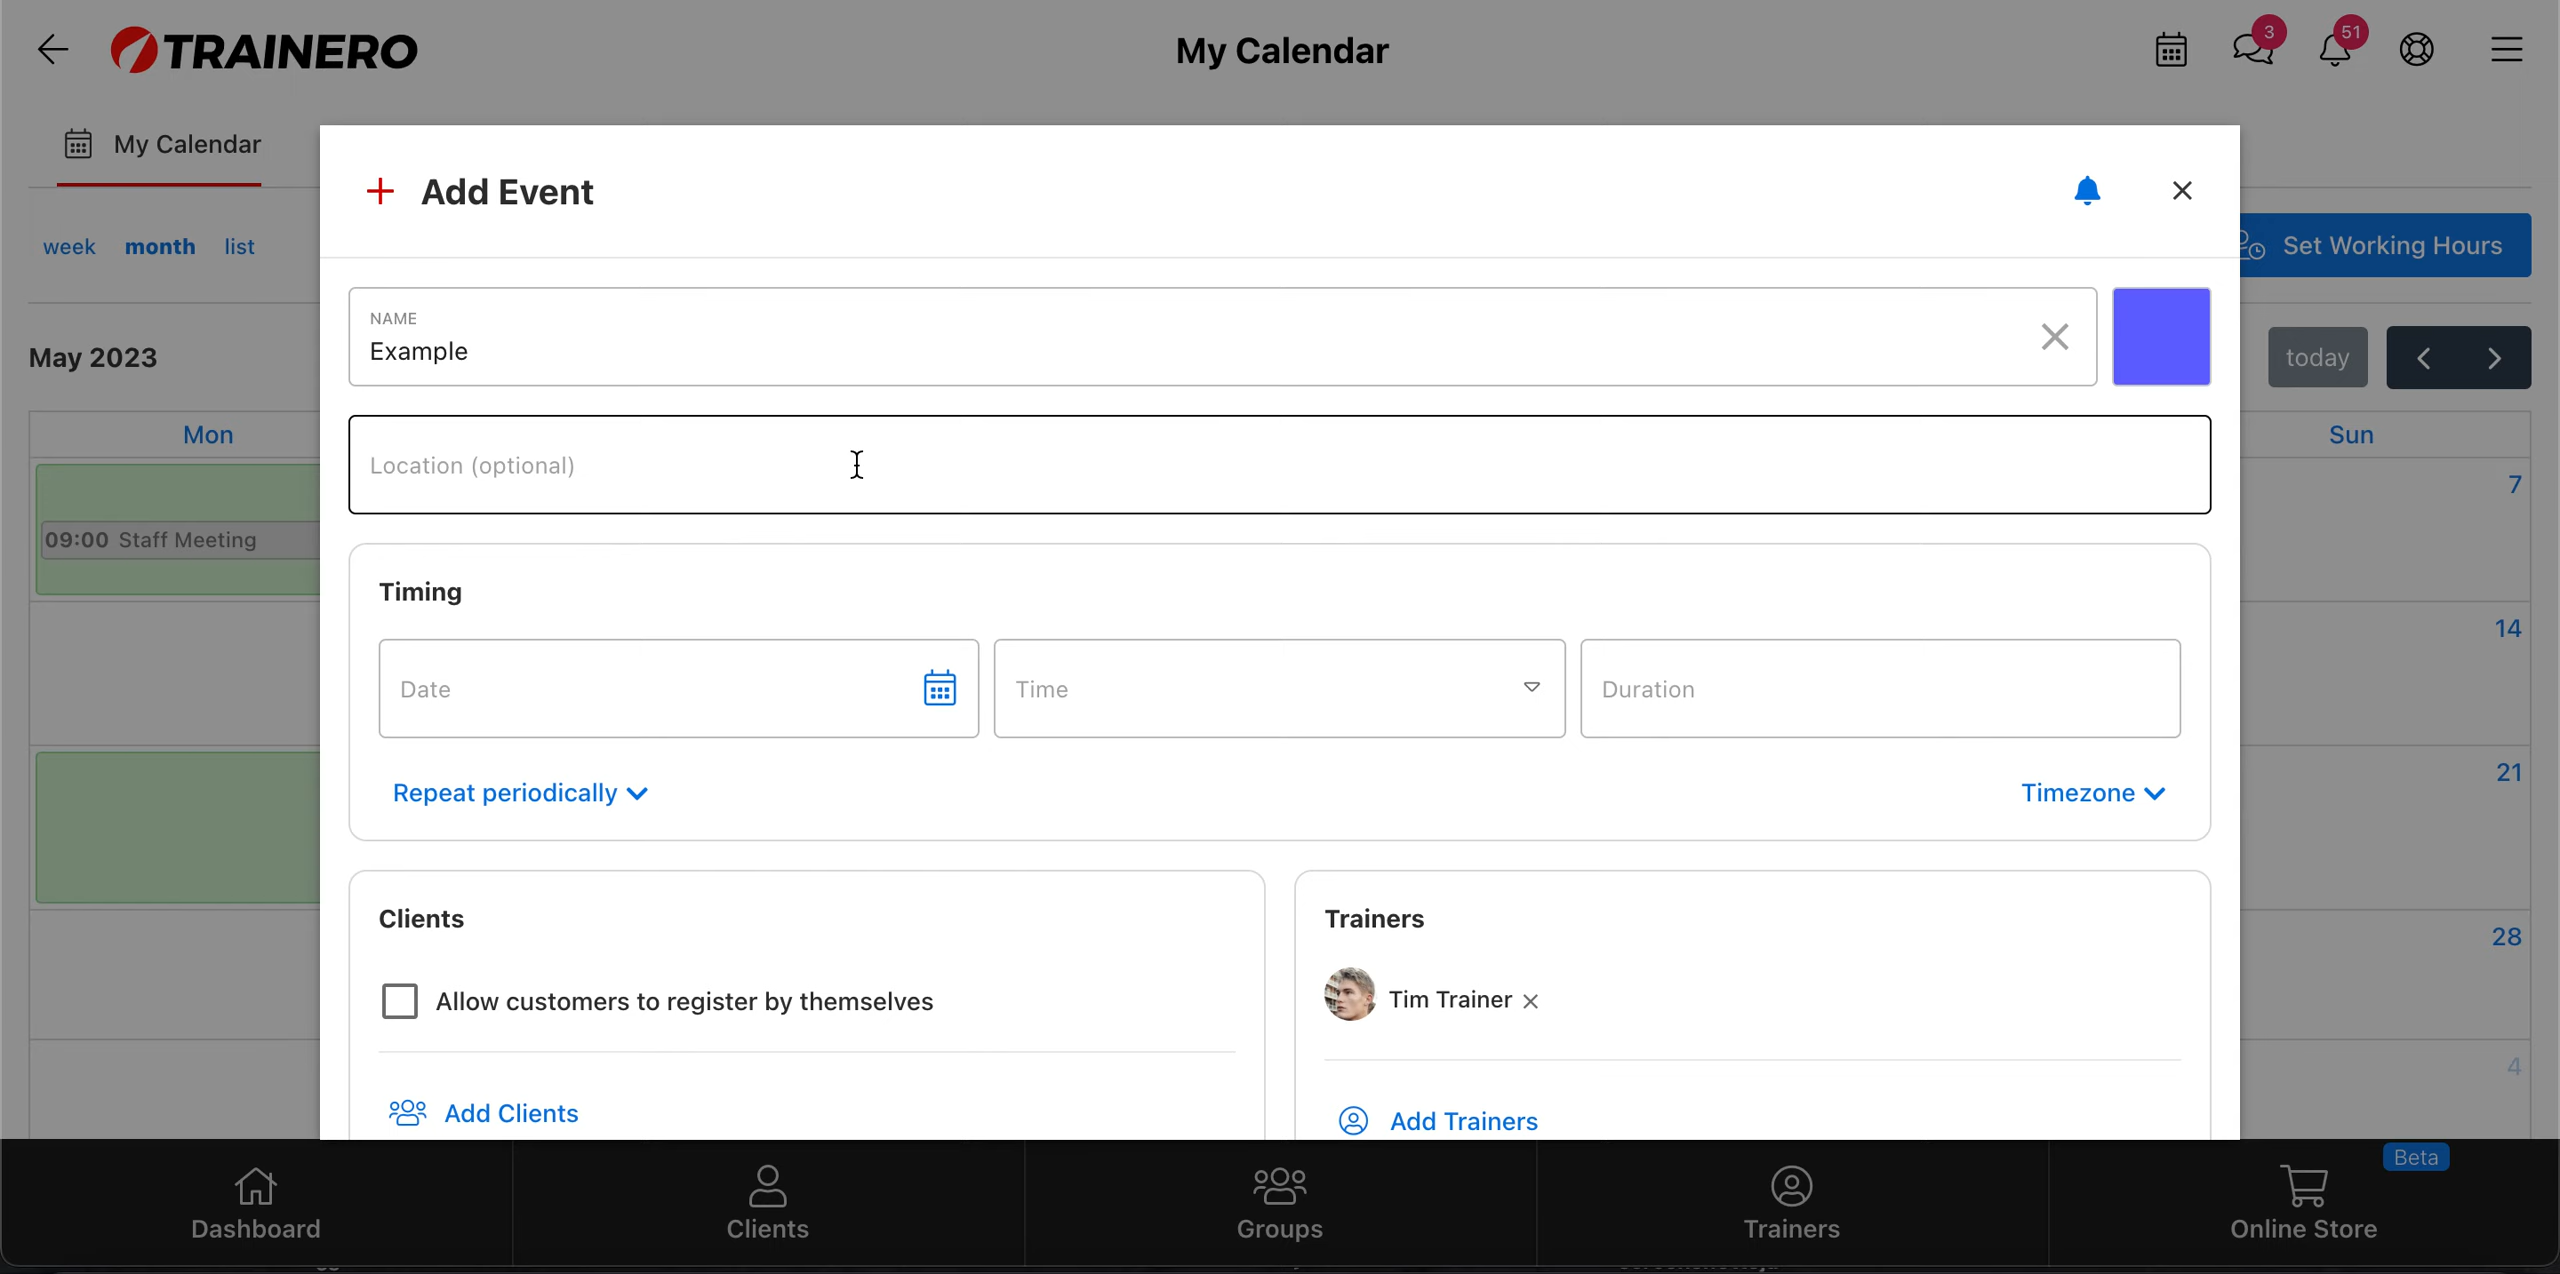 TRAINERO
My Calendar
3
51
My Calendar
week month list
Set Working Hours
May 2023
today
Mon
Sun
09:00 Staff Meeting
7
14
21
28
4
Add Event
NAME
Example
Location (optional)
Timing
Date
Time
Duration
Repeat periodically
Timezone
Clients
Allow customers to register by themselves
Add Clients
Trainers
Tim Trainer
Add Trainers
Dashboard
Clients
Groups
Trainers
Beta
Online Store